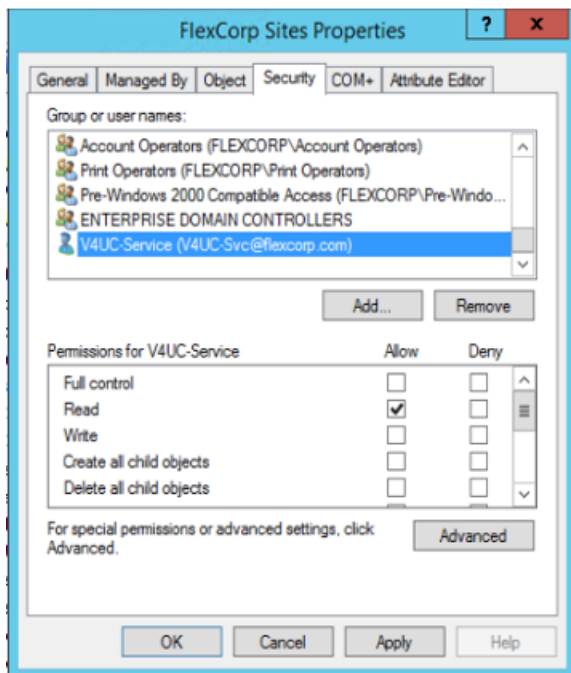 FlexCorp Sites Properties
?
x
General
Managed By
Object
Security
COM+
Attribute Editor
Group or user names:
Account Operators (FLEXCORP\Account Operators)
Print Operators (FLEXCORP\Print Operators)
Pre-Windows 2000 Compatible Access (FLEXCORP\Pre-Windo...
ENTERPRISE DOMAIN CONTROLLERS
V4UC-Service (V4UC-Svc@flexcorp.com)
Add...
Remove
Permissions for V4UC-Service
Allow
Deny
Full control
Read
Write
Create all child objects
Delete all child objects
For special permissions or advanced settings, click
Advanced.
Advanced
OK
Cancel
Apply
Help